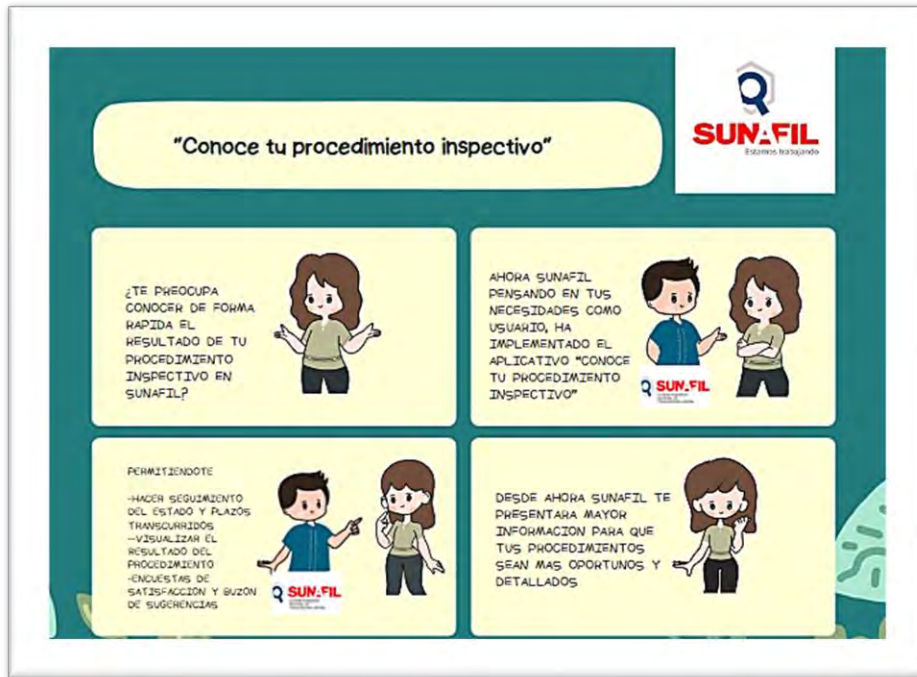 "Conoce tu procedimiento inspectivo"
SUNAFIL
Estamos trabajando
¿TE PREOCUPA
CONOCER DE FORMA
RAPIDA EL
RESULTADO DE TU
PROCEDIMIENTO
INSPECTIVO EN
SUNAFIL?
AHORA SUNAFIL
PENSANDO EN TUS
NECESIDADES COMO
USUARIO, HA
IMPLEMENTADO EL
APLICATIVO "CONOCE
TU PROCEDIMIENTO
INSPECTIVO"
SUNAFIL
PERMITIENDOTE
-HACER SEGUIMIENTO
DEL ESTADO Y PLAZOS
TRANSCURRIDOS
--VISUALIZAR EL
RESULTADO DEL
PROCEDIMIENTO
-ENCUESTAS DE
SATISFACCION Y BUZON
DE SUGERENCIAS
SUNAFIL
DESDE AHORA SUNAFIL TE
PRESENTARA MAYOR
INFORMACION PARA QUE
TUS PROCEDIMIENTOS
SEAN MAS OPORTUNOS Y
DETALLADOS